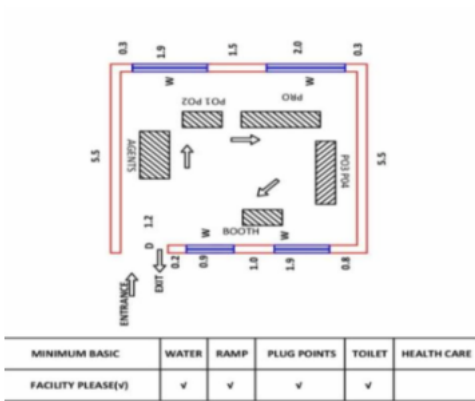 0.3 1.9 1.5 2.0 0.3
W W
PO1 PO2 PRO
5.5 AGENTS PO3 PO4 5.5
1.2
D W BOOTH W
0.2 0.9 1.0 1.9 0.8
ENTRANCE EXIT
MINIMUM BASIC WATER RAMP PLUG POINTS TOILET HEALTH CARE
FACILITY PLEASE(√) √ √ √ √